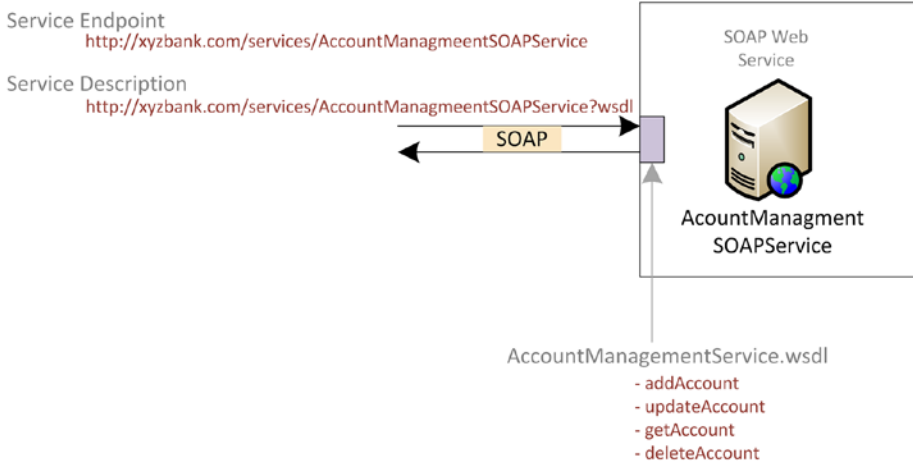 Service Endpoint
http://xyzbank.com/services/AccountManagmeentSOAPService
Service Description
http://xyzbank.com/services/AccountManagmeentSOAPService?wsdl
SOAP
SOAP Web
Service
AcountManagment
SOAPService
AccountManagementService.wsdl
- addAccount
- updateAccount
- getAccount
- deleteAccount